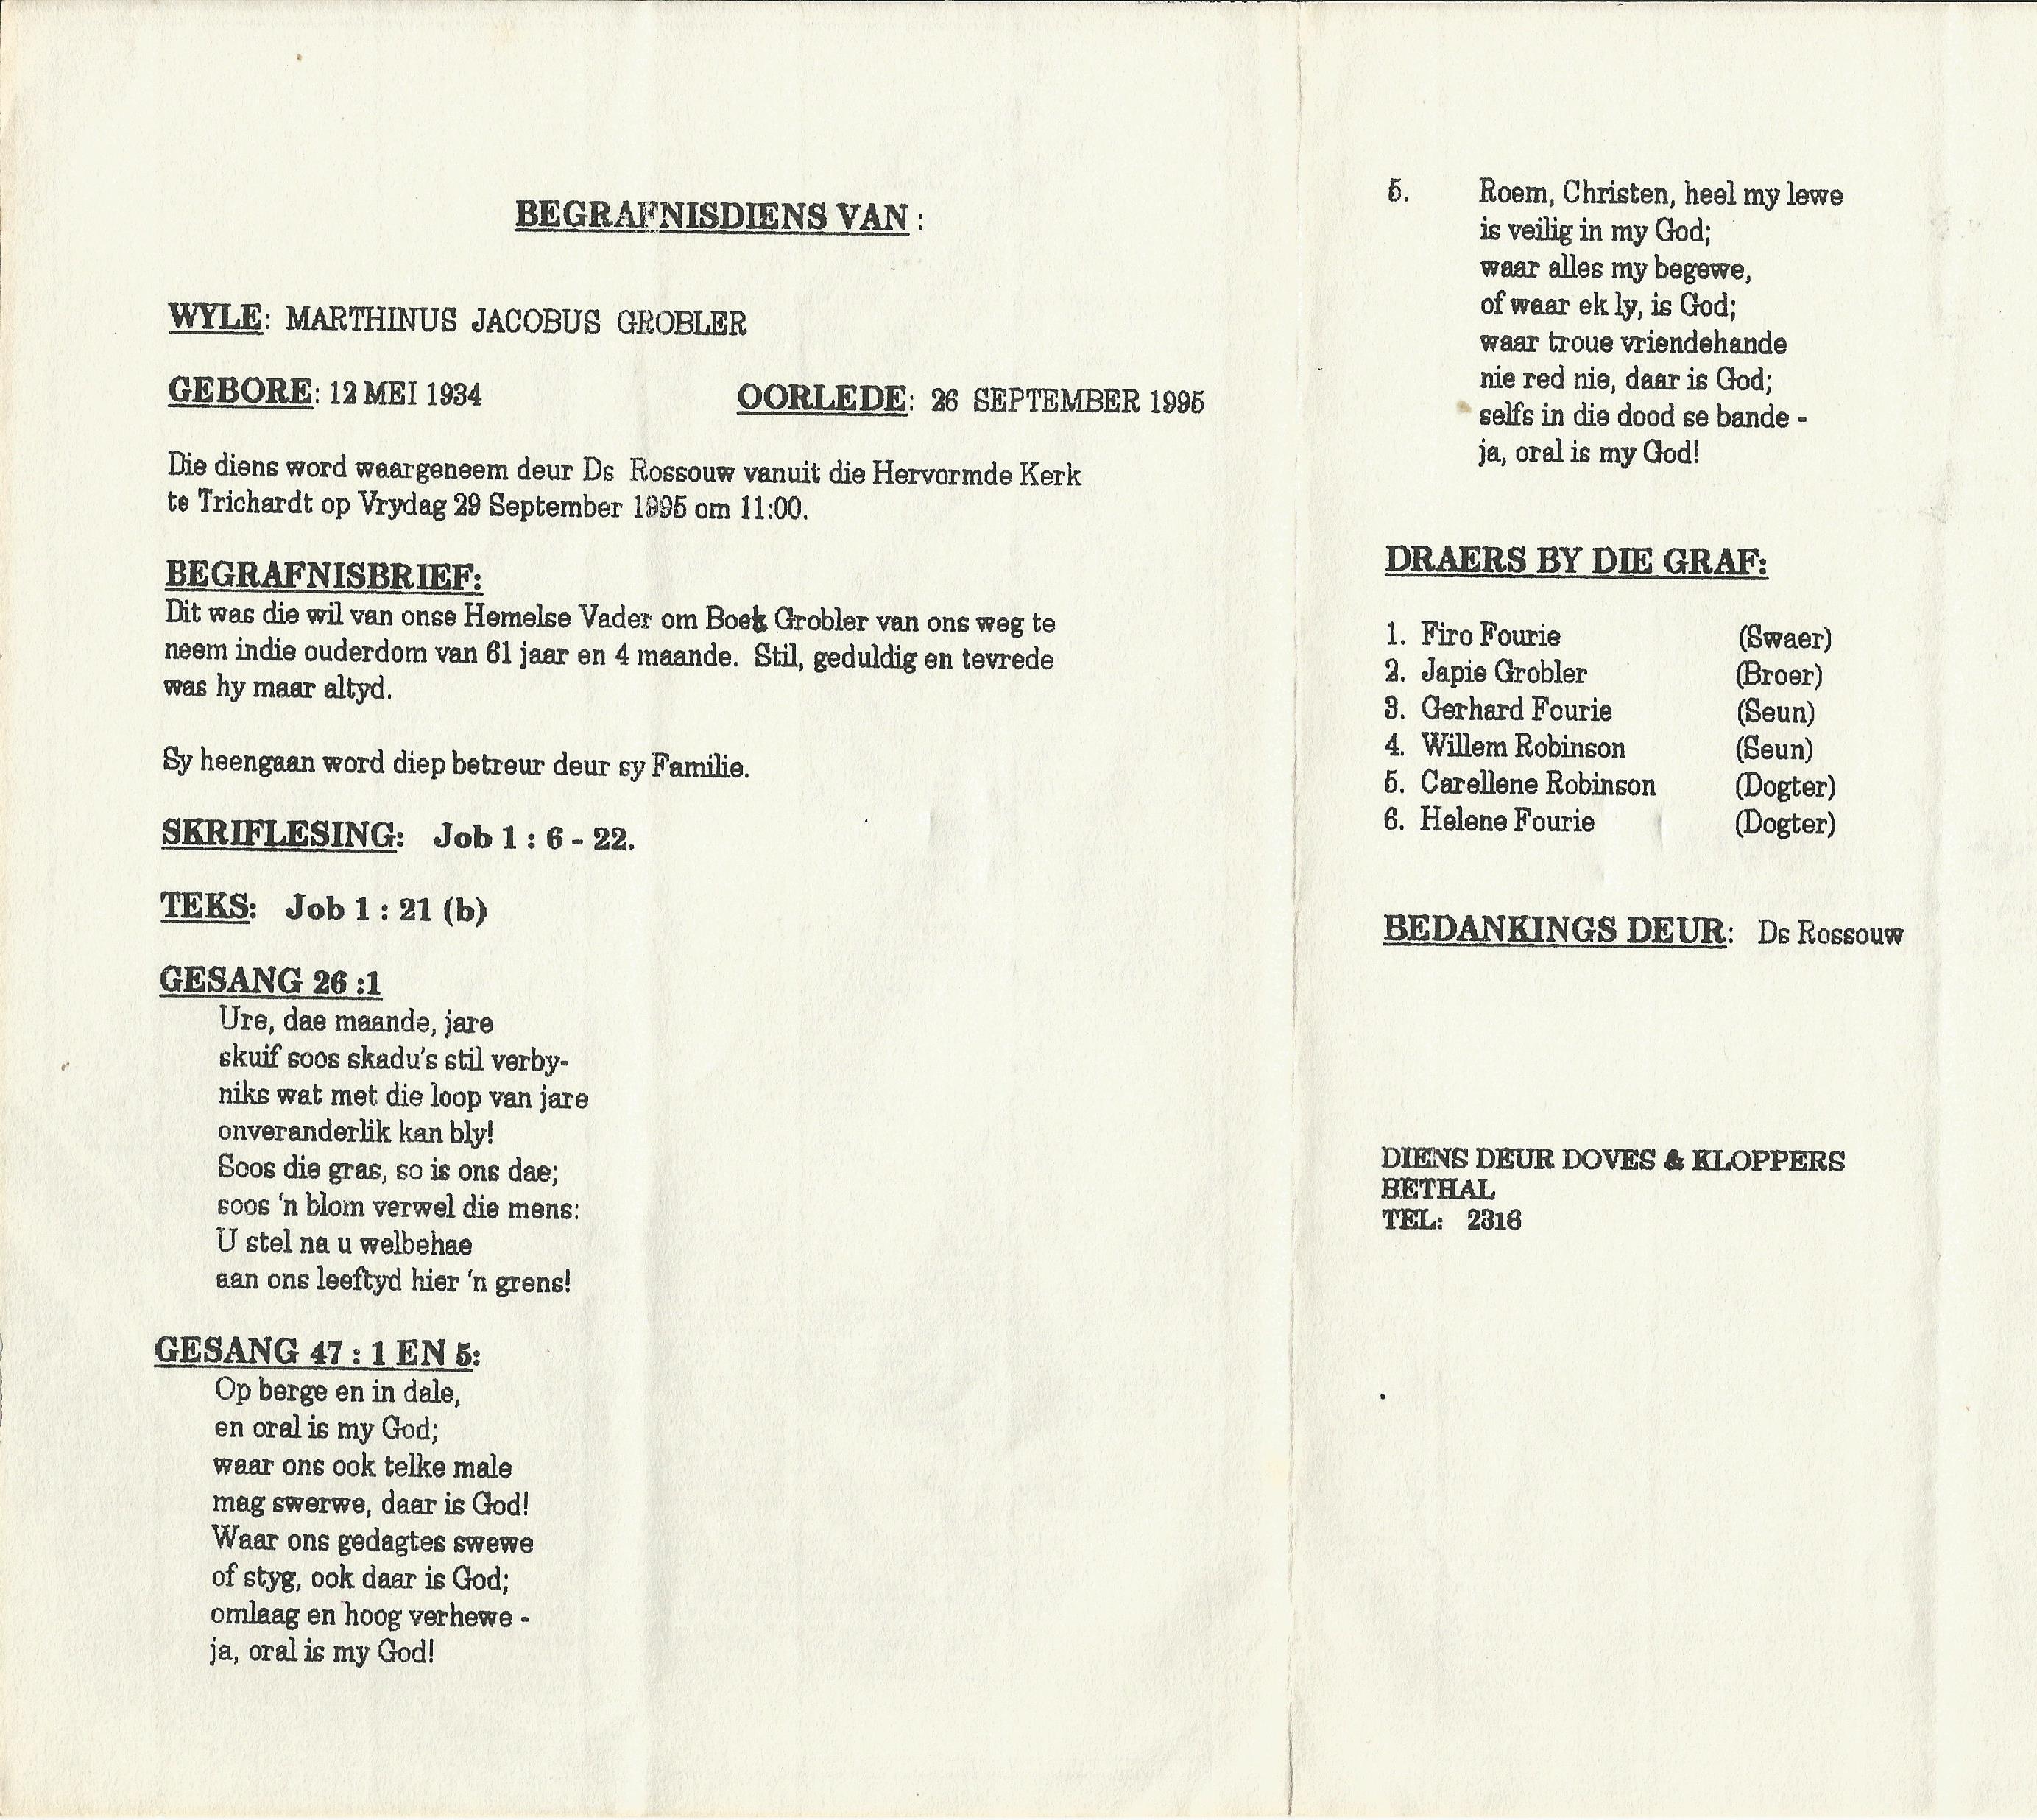 BEGRAFNISDIENS VAN :
WYLE: MARTHINUS JACOBUS GROBLER
GEBORE: 12 MEI 1934 OORLEDE: 26 SEPTEMBER 1995
Die diens word waargeneem deur Ds Rossouw vanuit die Hervormde Kerk
te Trichardt op Vrydag 29 September 1995 om 11:00.
BEGRAFNISBRIEF:
Dit was die wil van onse Hemelse Vader om Boek Grobler van ons weg te
neem indie ouderdom van 61 jaar en 4 maande. Stil, geduldig en tevrede
was hy maar altyd.
Sy heengaan word diep betreur deur sy Familie.
SKRIFLESING: Job 1 : 6 - 22.
TEKS: Job 1 : 21 (b)
GESANG 26 :1
Ure, dae maande, jare
skuif soos skadu's stil verby-
niks wat met die loop van jare
onveranderlik kan bly!
Soos die gras, so is ons dae;
soos 'n blom verwel die mens:
U stel na u welbehae
aan ons leeftyd hier 'n grens!
GESANG 47 : 1 EN 5:
Op berge en in dale,
en oral is my God;
waar ons ook telke male
mag swerwe, daar is God!
Waar ons gedagtes swewe
of styg, ook daar is God;
omlaag en hoog verhewe -
ja, oral is my God!
5. Roem, Christen, heel my lewe
is veilig in my God;
waar alles my begewe,
of waar ek ly, is God;
waar troue vriendehande
nie red nie, daar is God;
selfs in die dood se bande -
ja, oral is my God!
DRAERS BY DIE GRAF:
1. Firo Fourie (Swaer)
2. Japie Grobler (Broer)
3. Gerhard Fourie (Seun)
4. Willem Robinson (Seun)
5. Carellene Robinson (Dogter)
6. Helene Fourie (Dogter)
BEDANKINGS DEUR: Ds Rossouw
DIENS DEUR DOVES & KLOPPERS
BETHAL
TEL: 2316